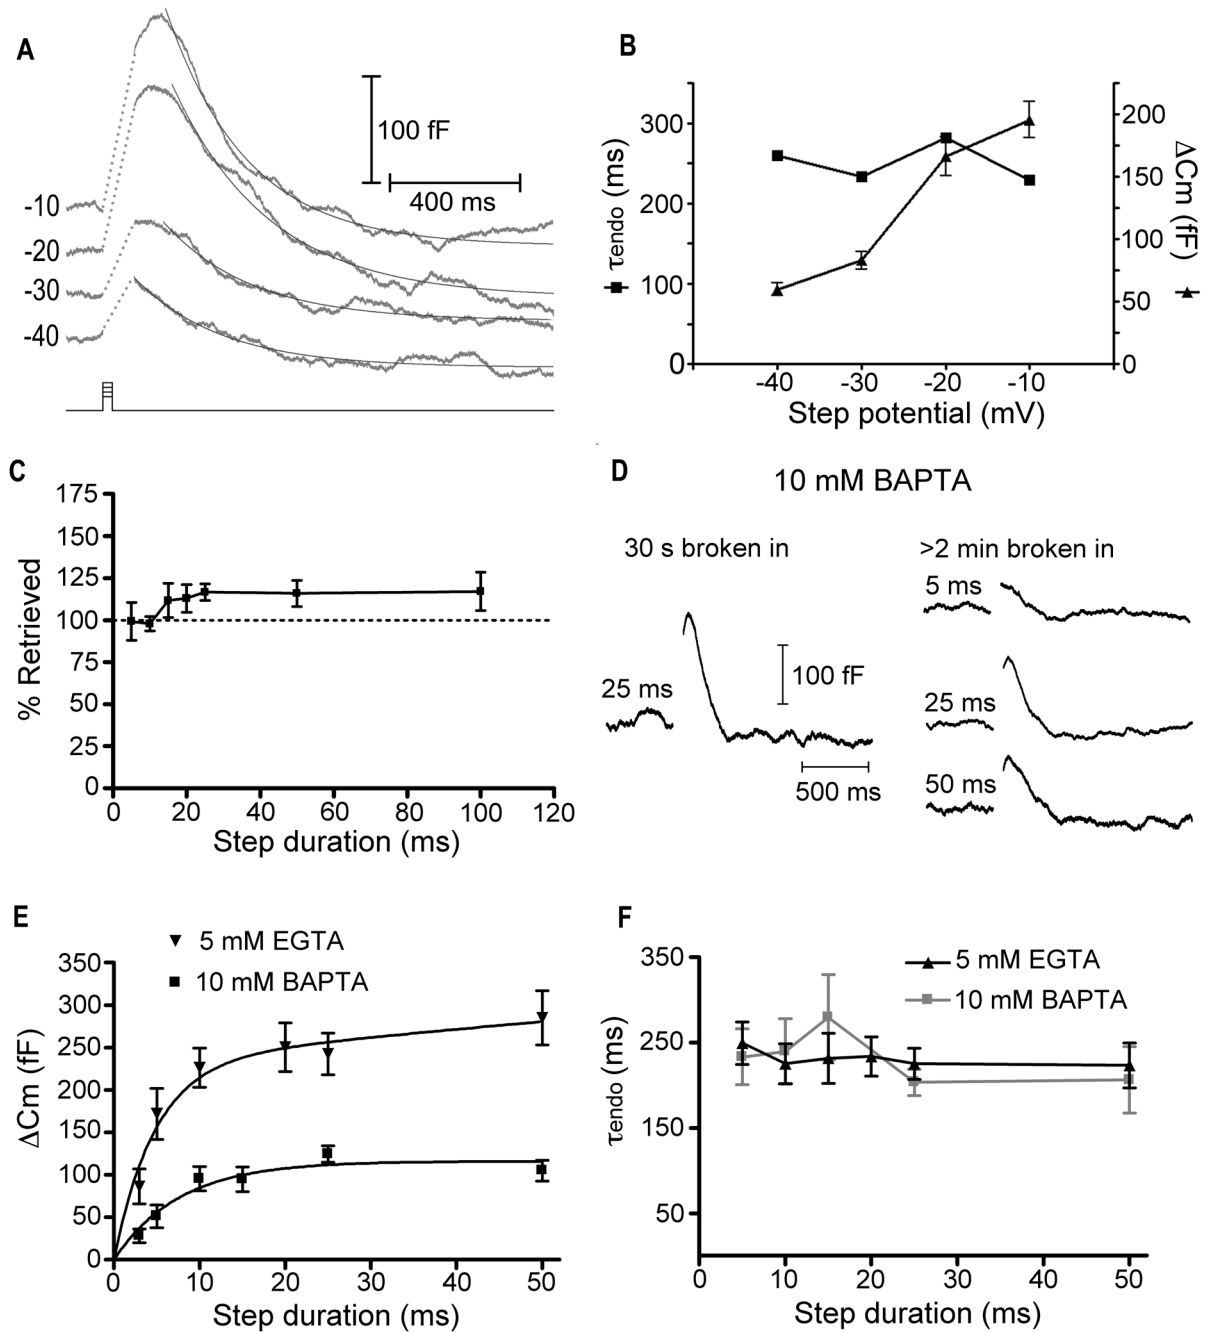 A
100 fF
400 ms
-10
-20
-30
-40
B
300
200
100
0
τendo (ms)
200
150
100
50
0
ΔCm (fF)
-40 -30 -20 -10
Step potential (mV)
C
175
150
125
100
75
50
25
0
% Retrieved
0 20 40 60 80 100 120
Step duration (ms)
D
10 mM BAPTA
30 s broken in
>2 min broken in
5 ms
25 ms
100 fF
500 ms
25 ms
50 ms
E
5 mM EGTA
10 mM BAPTA
350
300
250
200
150
100
50
0
ΔCm (fF)
0 10 20 30 40 50
Step duration (ms)
F
5 mM EGTA
10 mM BAPTA
350
250
150
50
τendo (ms)
0 10 20 30 40 50
Step duration (ms)